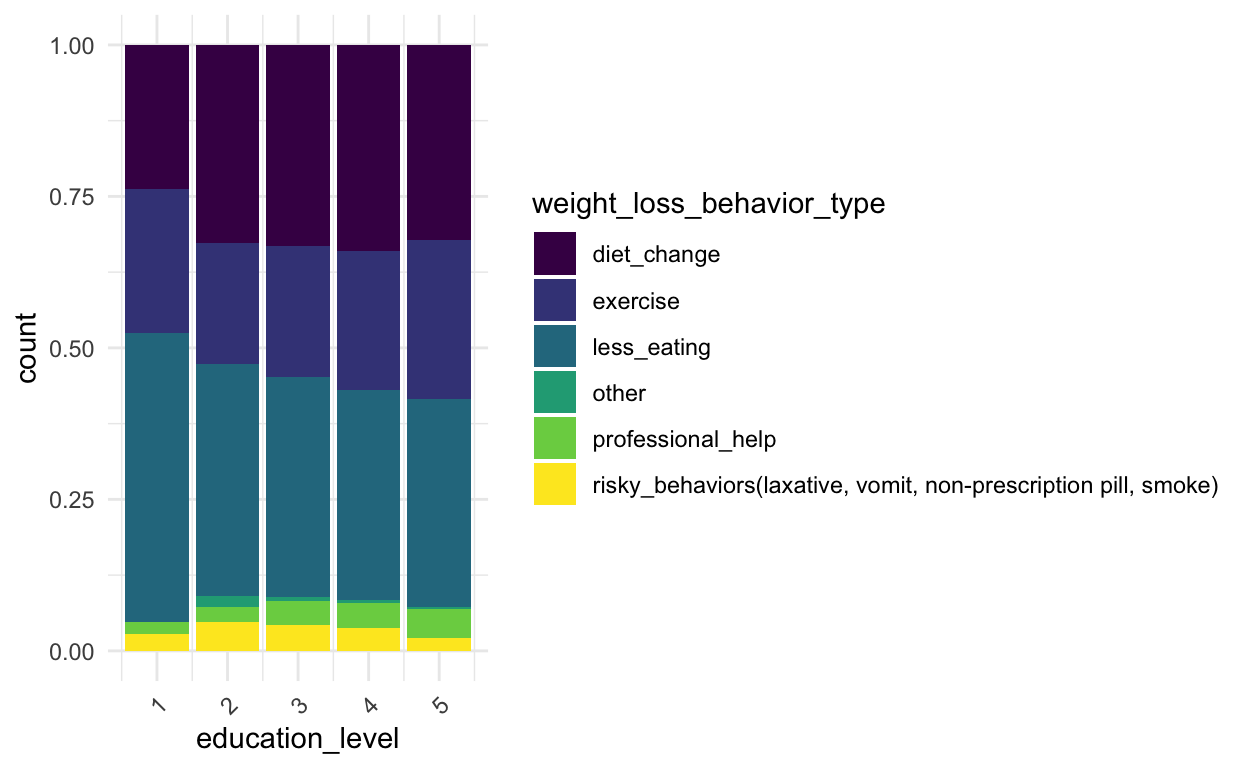 1.00
0.75
0.50
0.25
0.00
count
1
2
3
4
5
education_level
weight_loss_behavior_type
diet_change
exercise
less_eating
other
professional_help
risky_behaviors(laxative, vomit, non-prescription pill, smoke)